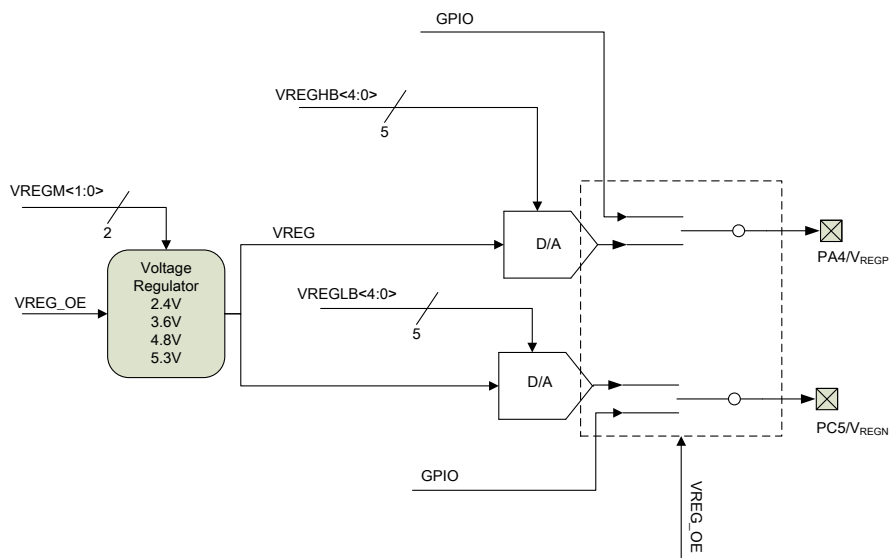 GPIO
VREGHB<4:0>
5
VREGM<1:0>
2
VREG
D/A
PA4/VREGP
Voltage
Regulator
2.4V
3.6V
4.8V
5.3V
VREG_OE
VREGLB<4:0>
5
D/A
PC5/VREGN
GPIO
VREG_OE